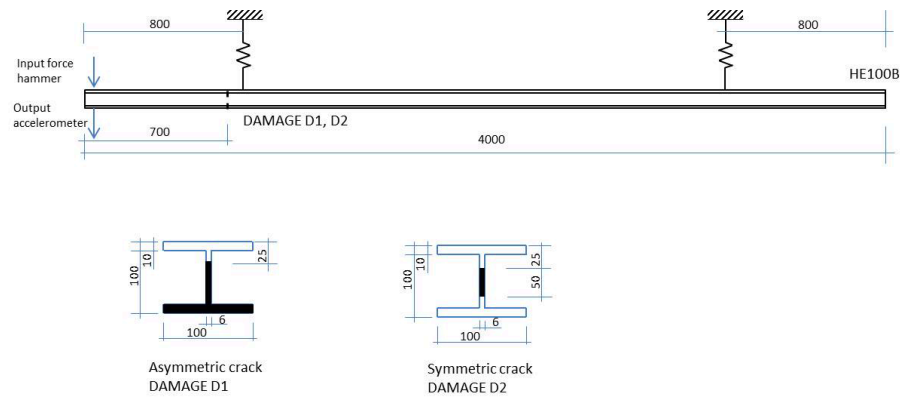 800
800
Input force
hammer
HE100B
Output
accelerometer
DAMAGE D1, D2
700
4000
100
10
25
6
100
Asymmetric crack
DAMAGE D1
100
10
25
50
6
100
Symmetric crack
DAMAGE D2